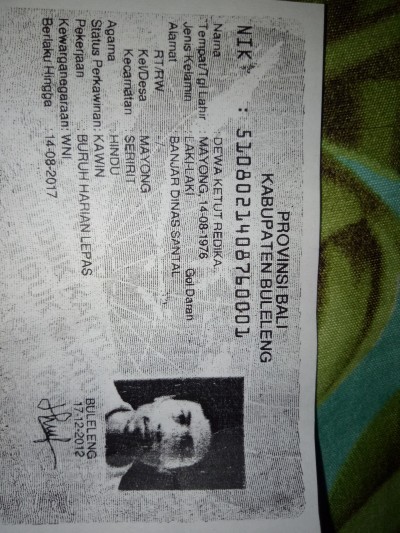 PROVINSI BALI
KABUPATEN BULELENG
NIK : 5108021408760001
Nama : DEWA KETUT REDIKA
Tempat/Tgl Lahir : MAYONG, 14-08-1976
Jenis Kelamin : LAKI-LAKI Gol Darah
Alamat : BANJAR DINAS SANTAL
RT/RW : -/-
Kel/Desa : MAYONG
Kecamatan : SERIRIT
Agama : HINDU
Status Perkawinan: KAWIN
Pekerjaan : BURUH HARIAN LEPAS
Kewarganegaraan: WNI
Berlaku Hingga : 14-08-2017
BULELENG
17-12-2012